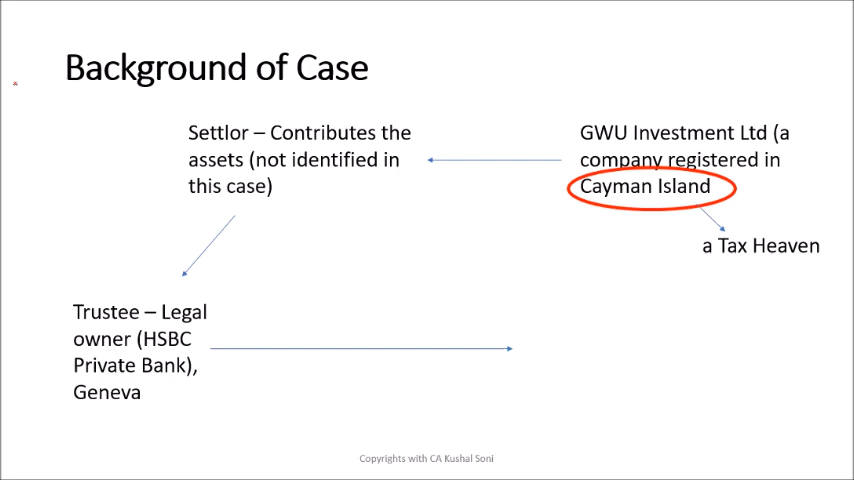 Background of Case
Settlor – Contributes the
assets (not identified in
this case)
GWU Investment Ltd (a
company registered in
Cayman Island
a Tax Heaven
Trustee – Legal
owner (HSBC
Private Bank),
Geneva
Copyrights with CA Kushal Soni